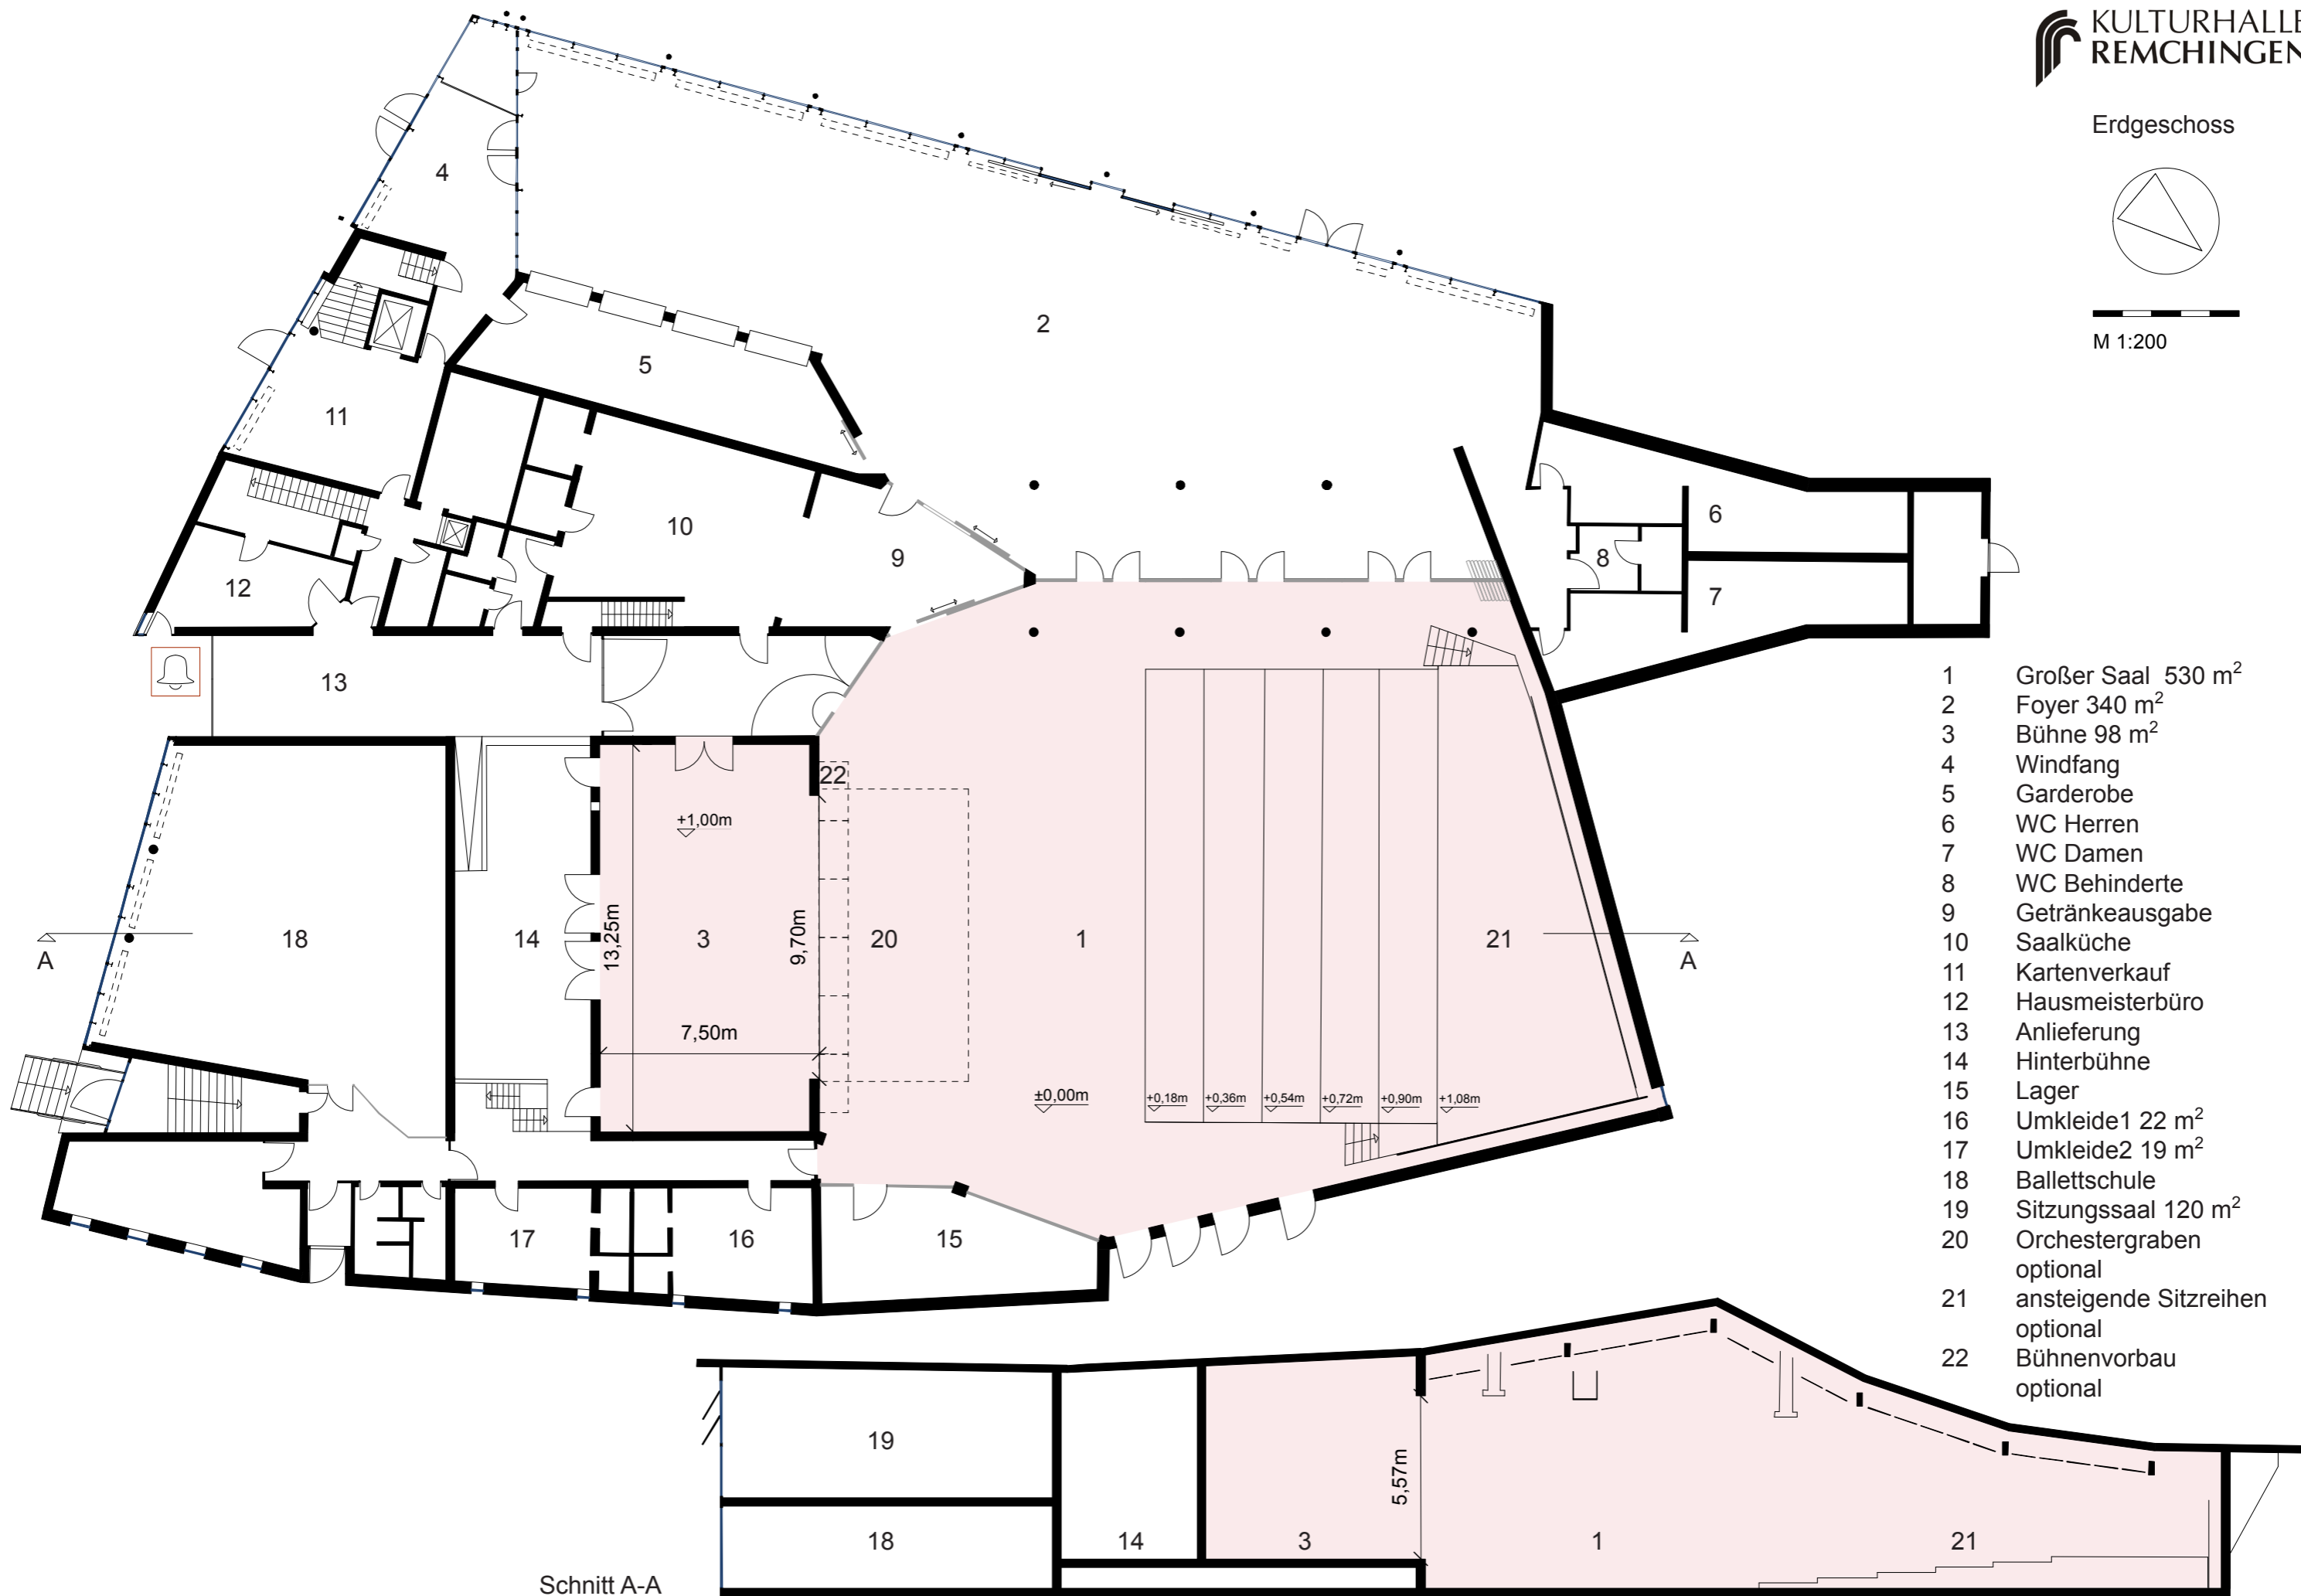 KULTURHALLE
REMCHINGEN
Erdgeschoss
M 1:200
4
2
5
11
10
9
12
6
8
7
13
22
+1,00m
13,25m
9,70m
7,50m
18
14
3
20
1
21
A
A
±0,00m
+0,18m
+0,36m
+0,54m
+0,72m
+0,90m
+1,08m
17
16
15
1 Großer Saal 530 m²
2 Foyer 340 m²
3 Bühne 98 m²
4 Windfang
5 Garderobe
6 WC Herren
7 WC Damen
8 WC Behinderte
9 Getränkeausgabe
10 Saalküche
11 Kartenverkauf
12 Hausmeisterbüro
13 Anlieferung
14 Hinterbühne
15 Lager
16 Umkleide1 22 m²
17 Umkleide2 19 m²
18 Ballettschule
19 Sitzungssaal 120 m²
20 Orchestergraben
optional
21 ansteigende Sitzreihen
optional
22 Bühnenvorbau
optional
19
5,57m
18
14
3
1
21
Schnitt A-A